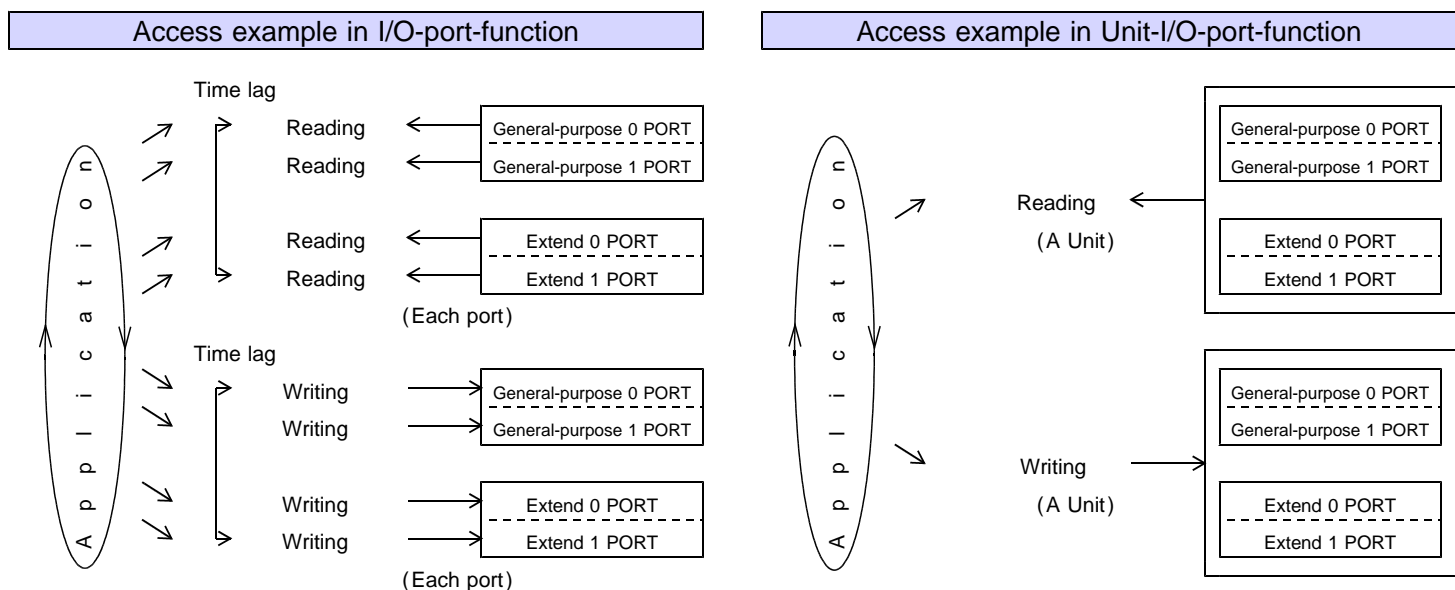 Access example in I/O-port-function
Time lag
Application
Reading
General-purpose 0 PORT
Reading
General-purpose 1 PORT
Reading
Extend 0 PORT
Reading
Extend 1 PORT
(Each port)
Time lag
Writing
General-purpose 0 PORT
Writing
General-purpose 1 PORT
Writing
Extend 0 PORT
Writing
Extend 1 PORT
(Each port)
Access example in Unit-I/O-port-function
Application
General-purpose 0 PORT
General-purpose 1 PORT
Reading
(A Unit)
Extend 0 PORT
Extend 1 PORT
General-purpose 0 PORT
General-purpose 1 PORT
Writing
(A Unit)
Extend 0 PORT
Extend 1 PORT